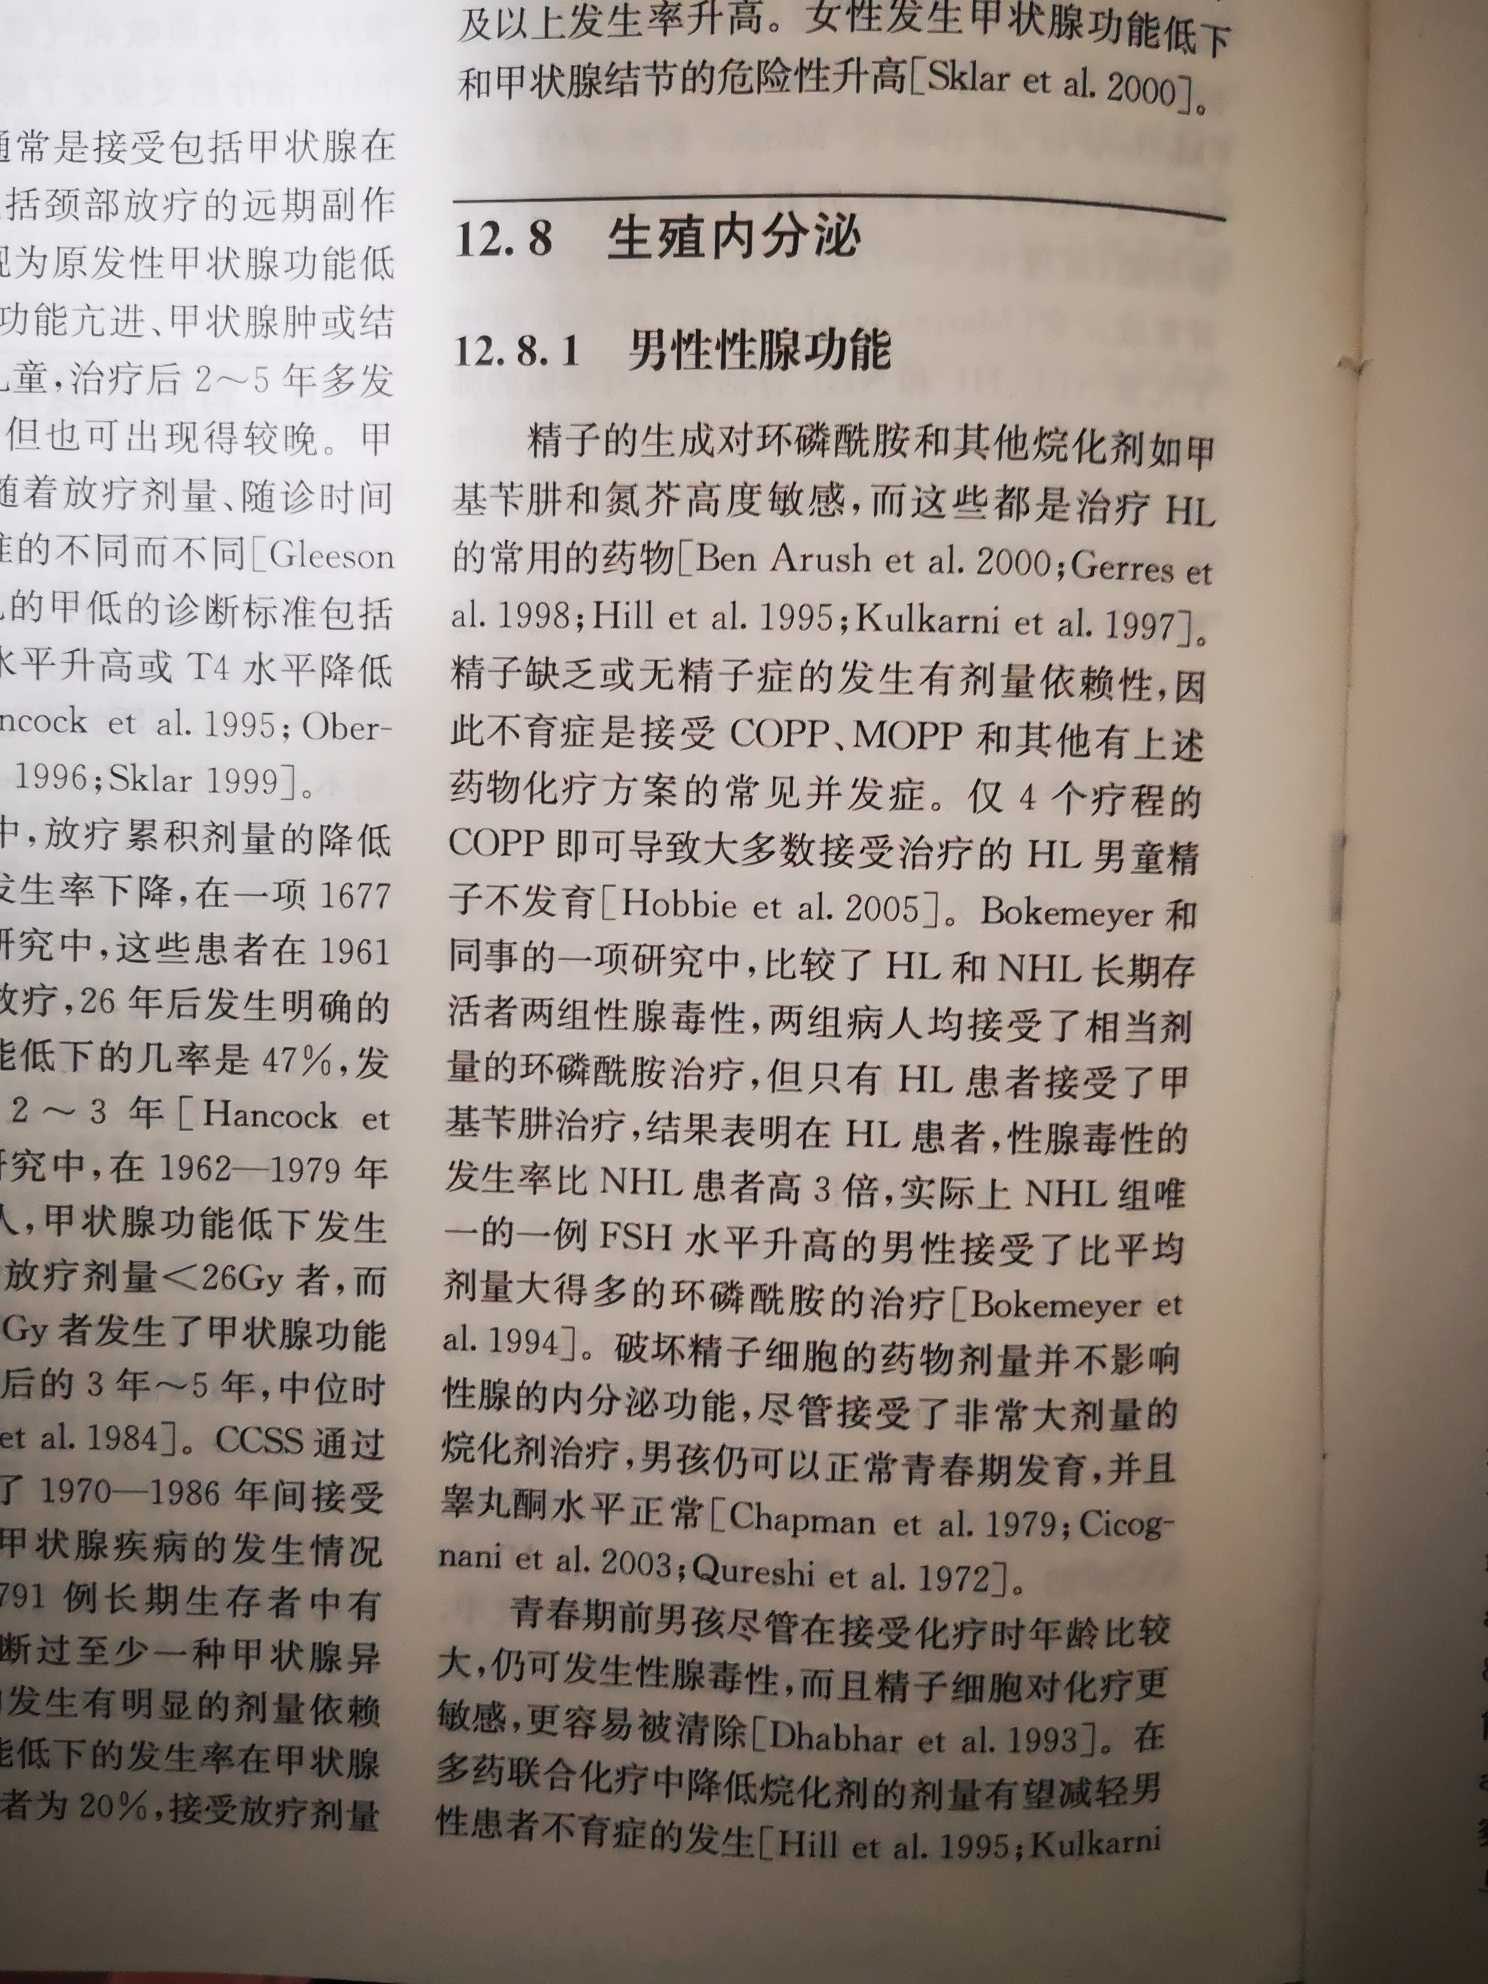 通常是接受包括甲状腺在
括颈部放疗的远期副作
现为原发性甲状腺功能低
功能亢进、甲状腺肿或结
儿童,治疗后 2～5 年多发
但也可出现得较晚。甲
随着放疗剂量、随诊时间
准的不同而不同[Gleeson
的甲低的诊断标准包括
水平升高或 T4 水平降低
ncock et al. 1995; Ober-
1996;Sklar 1999]。
中,放疗累积剂量的降低
发生率下降,在一项 1677
研究中,这些患者在 1961
放疗,26 年后发生明确的
能低下的几率是 47%,发
2～3 年[Hancock et
研究中,在 1962—1979 年
人,甲状腺功能低下发生
放疗剂量<26Gy 者,而
Gy 者发生了甲状腺功能
后的 3 年～5 年,中位时
et al. 1984]。CCSS 通过
了 1970—1986 年间接受
甲状腺疾病的发生情况
791 例长期生存者中有
断过至少一种甲状腺异
发生有明显的剂量依赖
能低下的发生率在甲状腺
者为 20%,接受放疗剂量
及以上发生率升高。女性发生甲状腺功能低下
和甲状腺结节的危险性升高[Sklar et al. 2000]。
12.8 生殖内分泌
12.8.1 男性性腺功能
精子的生成对环磷酰胺和其他烷化剂如甲
基苄肼和氮芥高度敏感,而这些都是治疗 HL
的常用的药物[Ben Arush et al. 2000;Gerres et
al. 1998;Hill et al. 1995;Kulkarni et al. 1997]。
精子缺乏或无精子症的发生有剂量依赖性,因
此不育症是接受 COPP、MOPP 和其他有上述
药物化疗方案的常见并发症。仅 4 个疗程的
COPP 即可导致大多数接受治疗的 HL 男童精
子不发育[Hobbie et al. 2005]。Bokemeyer 和
同事的一项研究中,比较了 HL 和 NHL 长期存
活者两组性腺毒性,两组病人均接受了相当剂
量的环磷酰胺治疗,但只有 HL 患者接受了甲
基苄肼治疗,结果表明在 HL 患者,性腺毒性的
发生率比 NHL 患者高 3 倍,实际上 NHL 组唯
一的一例 FSH 水平升高的男性接受了比平均
剂量大得多的环磷酰胺的治疗[Bokemeyer et
al. 1994]。破坏精子细胞的药物剂量并不影响
性腺的内分泌功能,尽管接受了非常大剂量的
烷化剂治疗,男孩仍可以正常青春期发育,并且
睾丸酮水平正常[Chapman et al. 1979;Cicog-
nani et al. 2003;Qureshi et al. 1972]。
青春期前男孩尽管在接受化疗时年龄比较
大,仍可发生性腺毒性,而且精子细胞对化疗更
敏感,更容易被清除[Dhabhar et al. 1993]。在
多药联合化疗中降低烷化剂的剂量有望减轻男
性患者不育症的发生[Hill et al. 1995;Kulkarni